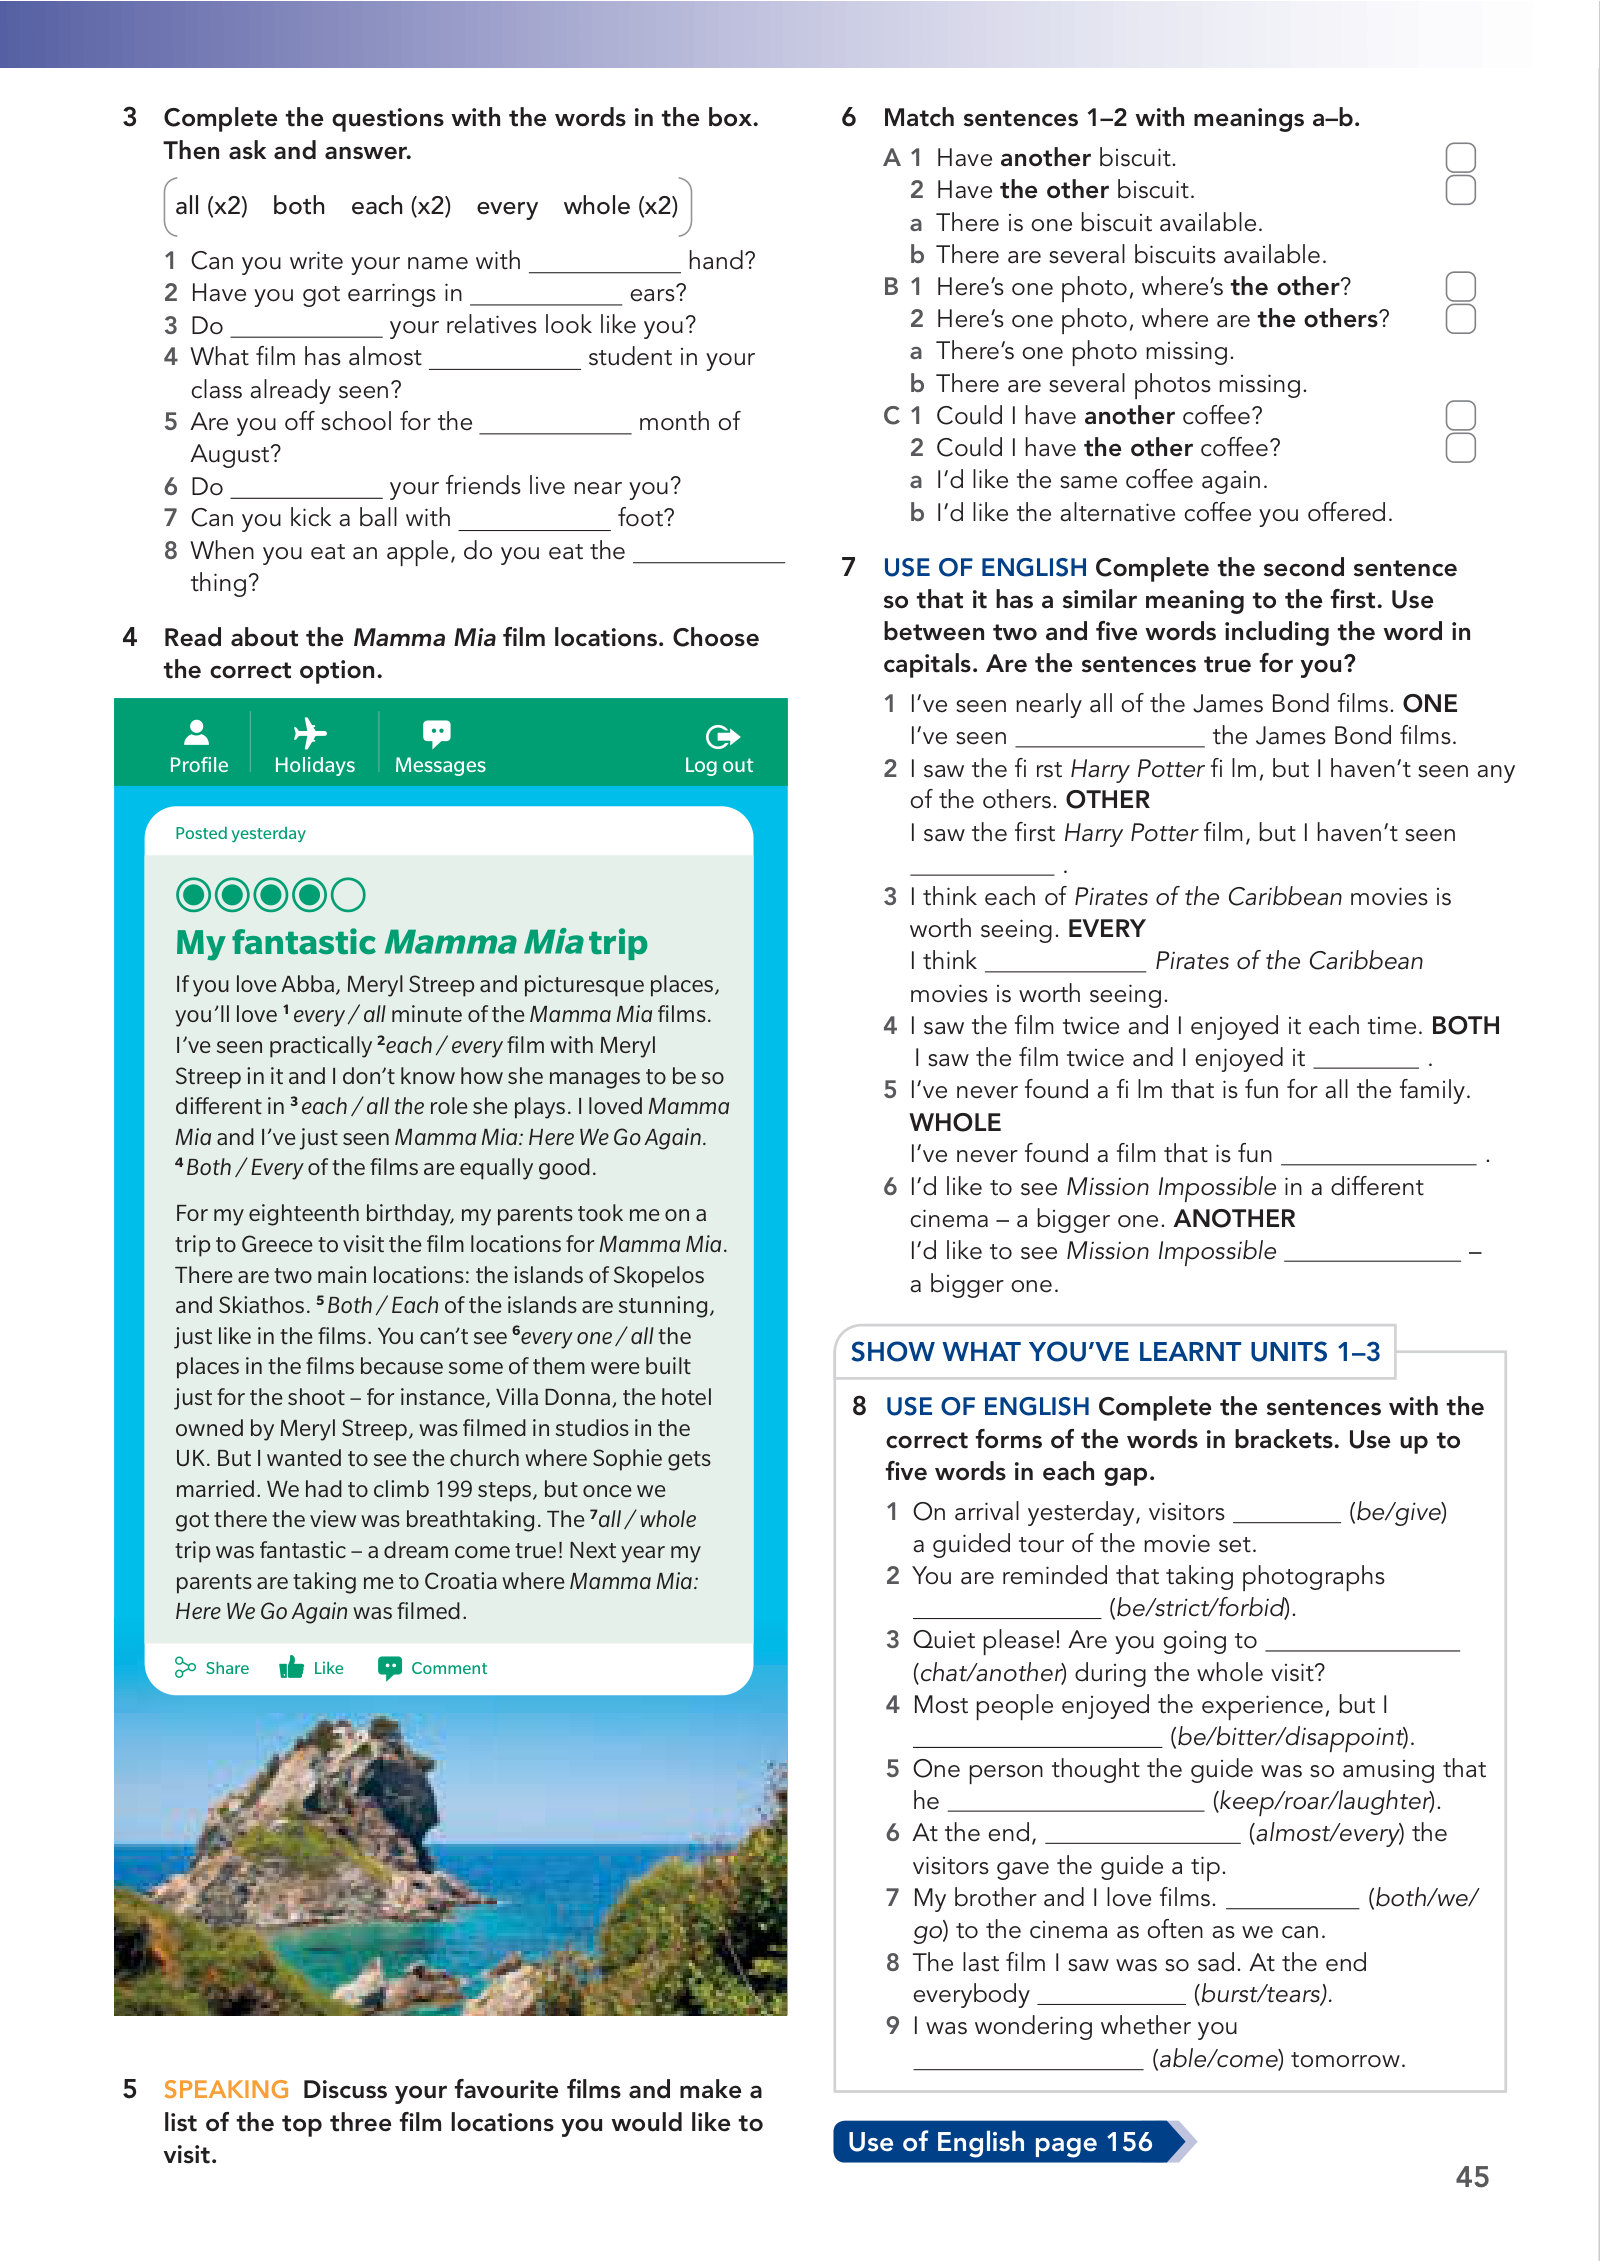 3 Complete the questions with the words in the box.
Then ask and answer.
all (x2) both each (x2) every whole (x2)
1 Can you write your name with ____________ hand?
2 Have you got earrings in ____________ ears?
3 Do ____________ your relatives look like you?
4 What film has almost ____________ student in your
class already seen?
5 Are you off school for the ____________ month of
August?
6 Do ____________ your friends live near you?
7 Can you kick a ball with ____________ foot?
8 When you eat an apple, do you eat the ____________
thing?
4 Read about the Mamma Mia film locations. Choose
the correct option.
Profile Holidays Messages Log out
Posted yesterday
My fantastic Mamma Mia trip
If you love Abba, Meryl Streep and picturesque places,
you'll love 1 every / all minute of the Mamma Mia films.
I've seen practically 2 each / every film with Meryl
Streep in it and I don't know how she manages to be so
different in 3 each / all the role she plays. I loved Mamma
Mia and I've just seen Mamma Mia: Here We Go Again.
4 Both / Every of the films are equally good.
For my eighteenth birthday, my parents took me on a
trip to Greece to visit the film locations for Mamma Mia.
There are two main locations: the islands of Skopelos
and Skiathos. 5 Both / Each of the islands are stunning,
just like in the films. You can't see 6 every one / all the
places in the films because some of them were built
just for the shoot – for instance, Villa Donna, the hotel
owned by Meryl Streep, was filmed in studios in the
UK. But I wanted to see the church where Sophie gets
married. We had to climb 199 steps, but once we
got there the view was breathtaking. The 7 all / whole
trip was fantastic – a dream come true! Next year my
parents are taking me to Croatia where Mamma Mia:
Here We Go Again was filmed.
Share Like Comment
5 SPEAKING Discuss your favourite films and make a
list of the top three film locations you would like to
visit.
6 Match sentences 1–2 with meanings a–b.
A 1 Have another biscuit.
2 Have the other biscuit.
a There is one biscuit available.
b There are several biscuits available.
B 1 Here's one photo, where's the other?
2 Here's one photo, where are the others?
a There's one photo missing.
b There are several photos missing.
C 1 Could I have another coffee?
2 Could I have the other coffee?
a I'd like the same coffee again.
b I'd like the alternative coffee you offered.
7 USE OF ENGLISH Complete the second sentence
so that it has a similar meaning to the first. Use
between two and five words including the word in
capitals. Are the sentences true for you?
1 I've seen nearly all of the James Bond films. ONE
I've seen ______________ the James Bond films.
2 I saw the fi rst Harry Potter fi lm, but I haven't seen any
of the others. OTHER
I saw the first Harry Potter film, but I haven't seen
___________ .
3 I think each of Pirates of the Caribbean movies is
worth seeing. EVERY
I think ____________ Pirates of the Caribbean
movies is worth seeing.
4 I saw the film twice and I enjoyed it each time. BOTH
I saw the film twice and I enjoyed it ________ .
5 I've never found a fi lm that is fun for all the family.
WHOLE
I've never found a film that is fun _______________ .
6 I'd like to see Mission Impossible in a different
cinema – a bigger one. ANOTHER
I'd like to see Mission Impossible ______________ –
a bigger one.
SHOW WHAT YOU'VE LEARNT UNITS 1–3
8 USE OF ENGLISH Complete the sentences with the
correct forms of the words in brackets. Use up to
five words in each gap.
1 On arrival yesterday, visitors ________ (be/give)
a guided tour of the movie set.
2 You are reminded that taking photographs
______________ (be/strict/forbid).
3 Quiet please! Are you going to _______________
(chat/another) during the whole visit?
4 Most people enjoyed the experience, but I
___________________ (be/bitter/disappoint).
5 One person thought the guide was so amusing that
he ____________________ (keep/roar/laughter).
6 At the end, _______________ (almost/every) the
visitors gave the guide a tip.
7 My brother and I love films. __________ (both/we/
go) to the cinema as often as we can.
8 The last film I saw was so sad. At the end
everybody ___________ (burst/tears).
9 I was wondering whether you
__________________ (able/come) tomorrow.
Use of English page 156
45